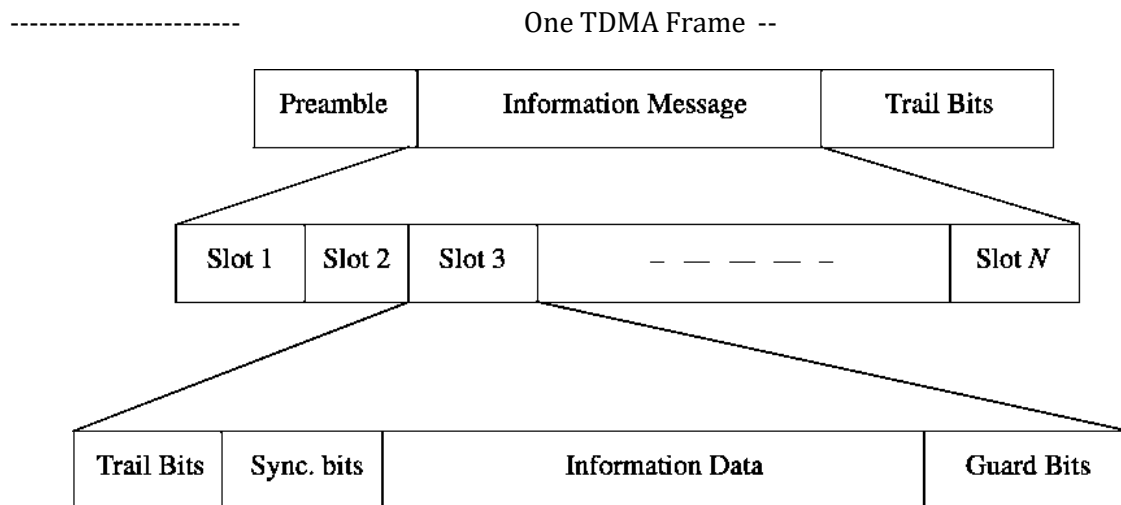 ------------------------ One TDMA Frame --
Preamble Information Message Trail Bits
Slot 1 Slot 2 Slot 3 – – – – – Slot N
Trail Bits Sync. bits Information Data Guard Bits